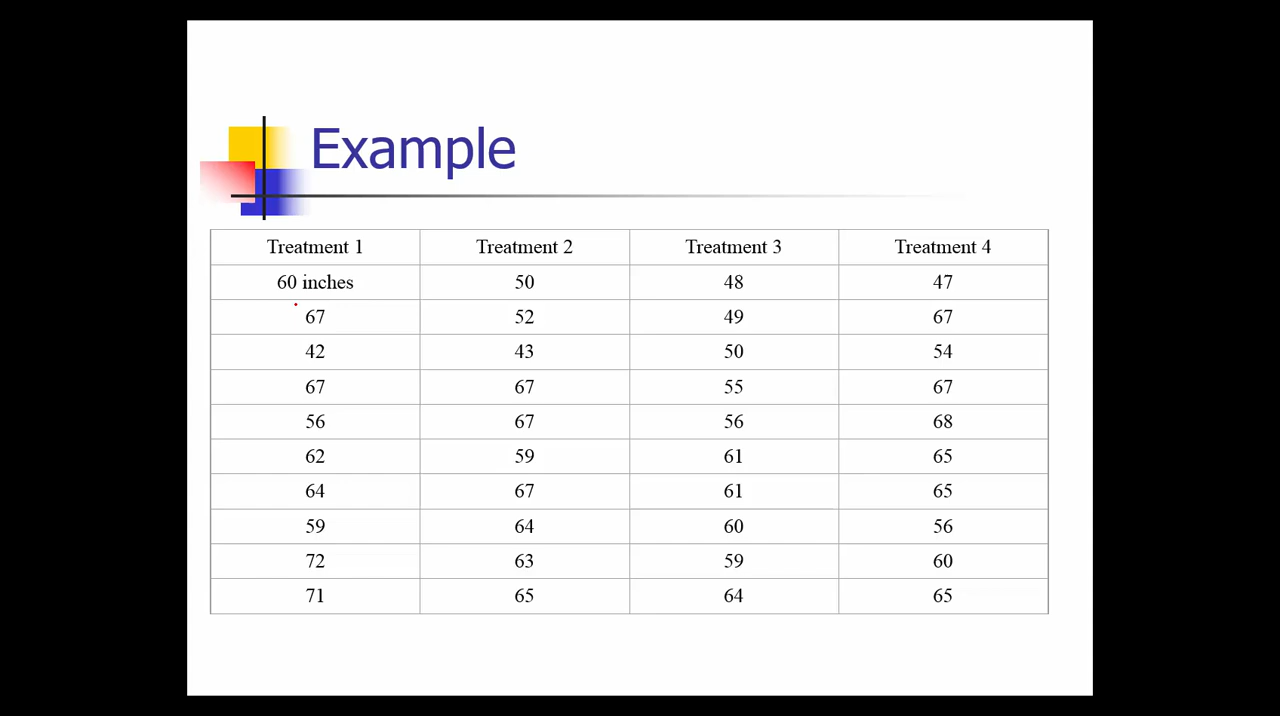 Example
Treatment 1 Treatment 2 Treatment 3 Treatment 4
60 inches 50 48 47
67 52 49 67
42 43 50 54
67 67 55 67
56 67 56 68
62 59 61 65
64 67 61 65
59 64 60 56
72 63 59 60
71 65 64 65